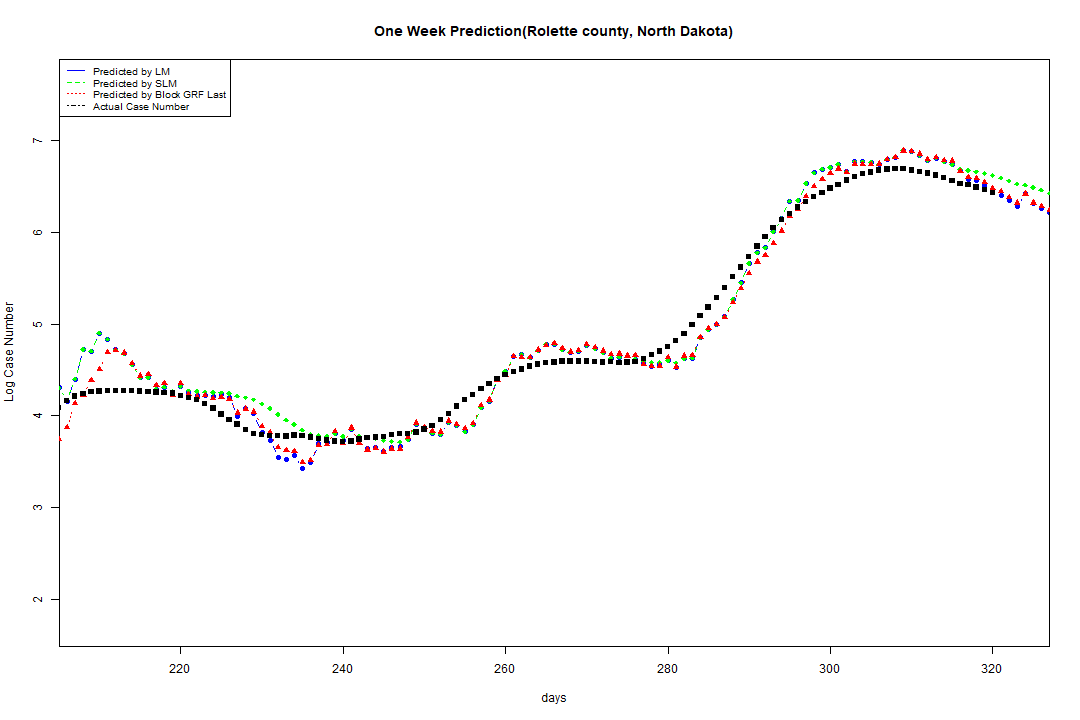 One Week Prediction(Rolette county, North Dakota)
Predicted by LM
Predicted by SLM
Predicted by Block GRF Last
Actual Case Number
7
6
5
4
3
2
Log Case Number
220 240 260 280 300 320
days